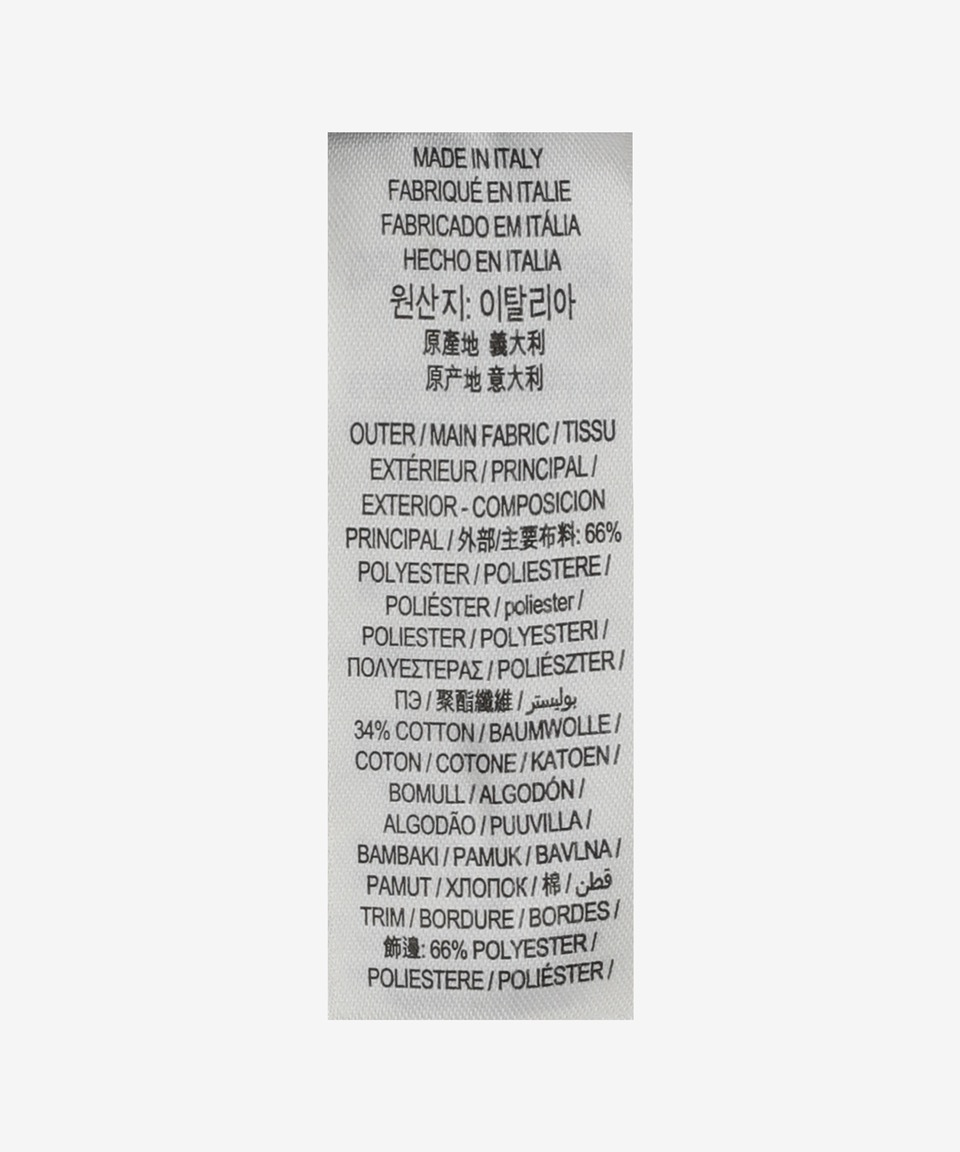 MADE IN ITALY
FABRIQUÉ EN ITALIE
FABRICADO EM ITÁLIA
HECHO EN ITALIA
원산지: 이탈리아
原產地 義大利
原产地 意大利
OUTER / MAIN FABRIC / TISSU
EXTÉRIEUR / PRINCIPAL /
EXTERIOR - COMPOSICION
PRINCIPAL / 外部/主要布料: 66%
POLYESTER / POLIESTERE /
POLIÉSTER / poliester /
POLIESTER / POLYESTERI /
ΠΟΛΥΕΣΤΕΡΑΣ / POLIÉSZTER /
ПЭ / 聚酯纖維 / بوليستر
34% COTTON / BAUMWOLLE /
COTON / COTONE / KATOEN /
BOMULL / ALGODÓN /
ALGODÃO / PUUVILLA /
BAMBAKI / PAMUK / BAVLNA /
PAMUT / ХЛОПОК / 棉 / قطن
TRIM / BORDURE / BORDES /
飾邊: 66% POLYESTER /
POLIESTERE / POLIÉSTER /